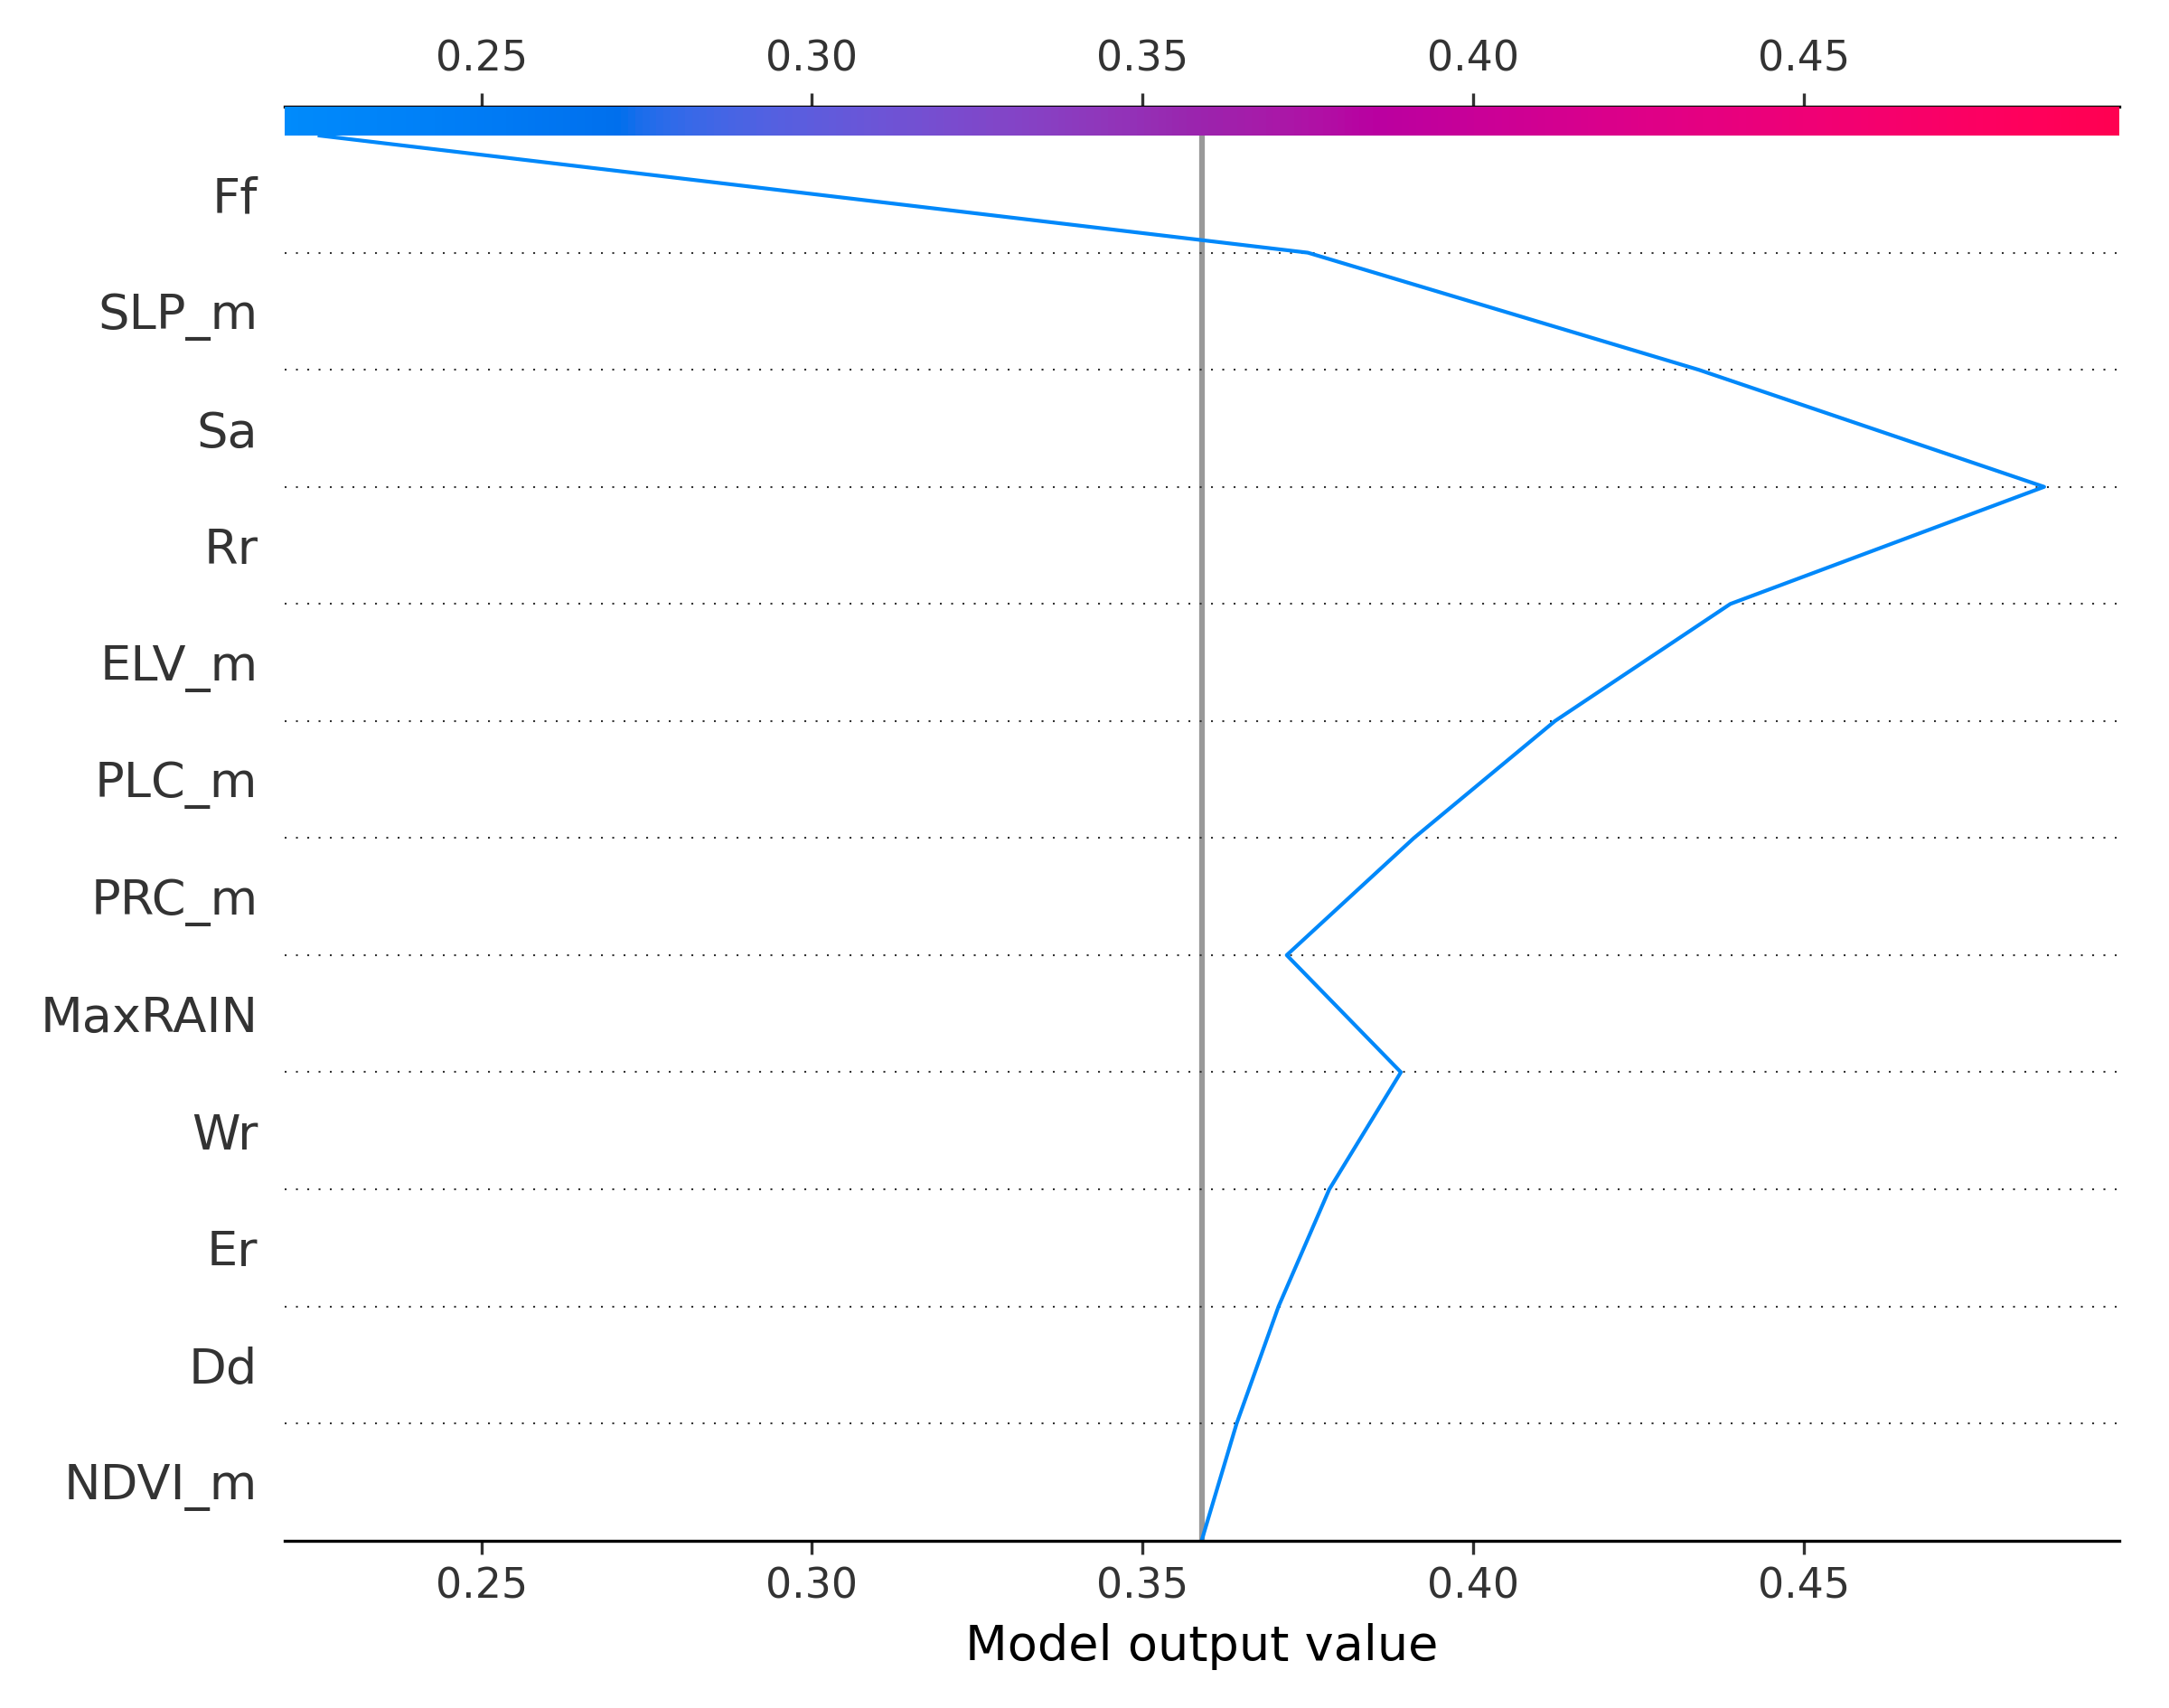 0.25 0.30 0.35 0.40 0.45
Ff
SLP_m
Sa
Rr
ELV_m
PLC_m
PRC_m
MaxRAIN
Wr
Er
Dd
NDVI_m
0.25 0.30 0.35 0.40 0.45
Model output value